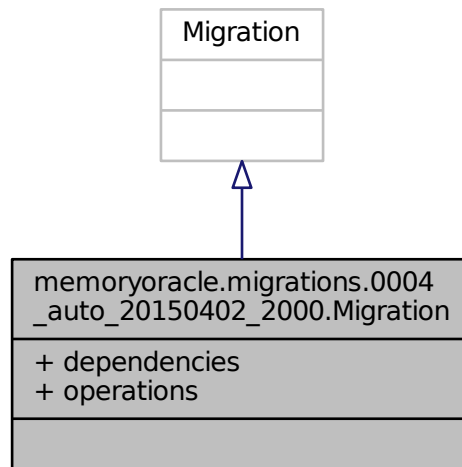 Migration
memoryoracle.migrations.0004
_auto_20150402_2000.Migration
+ dependencies
+ operations